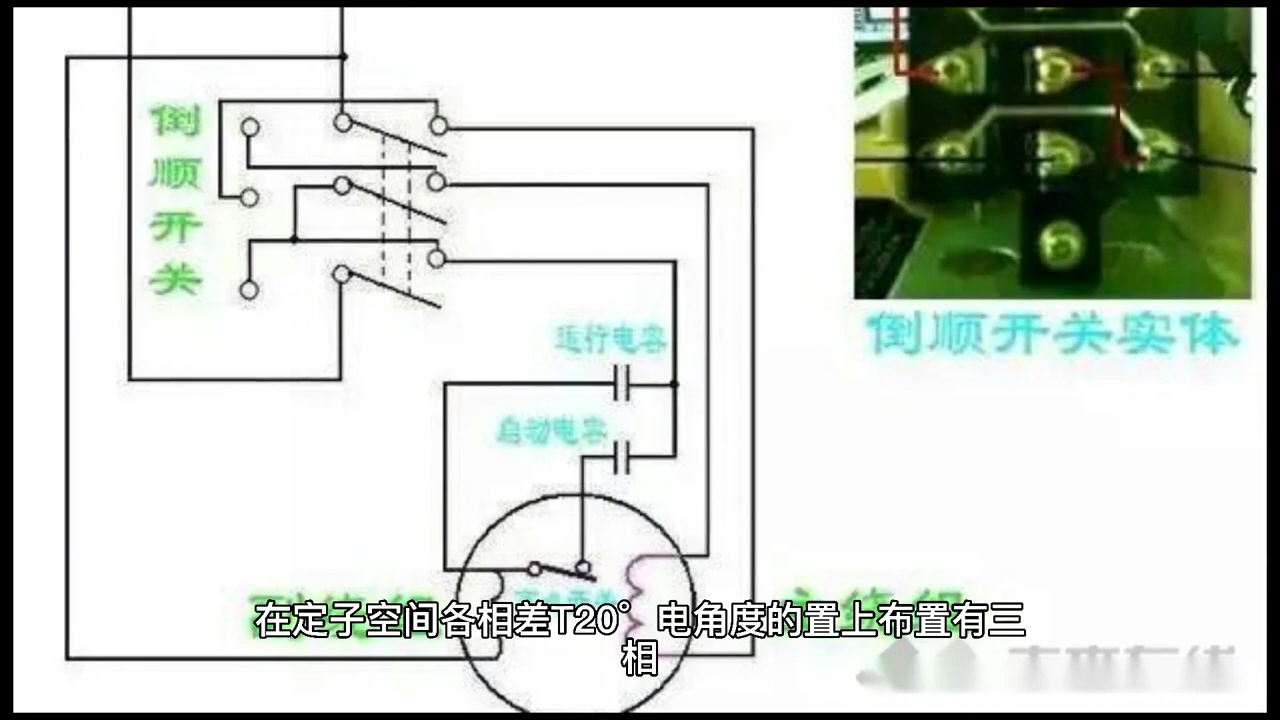 倒
顺
开
关
倒顺开关实体
运行电容
启动电容
在定子空间各相差T20°电角度的置上布置有三
相